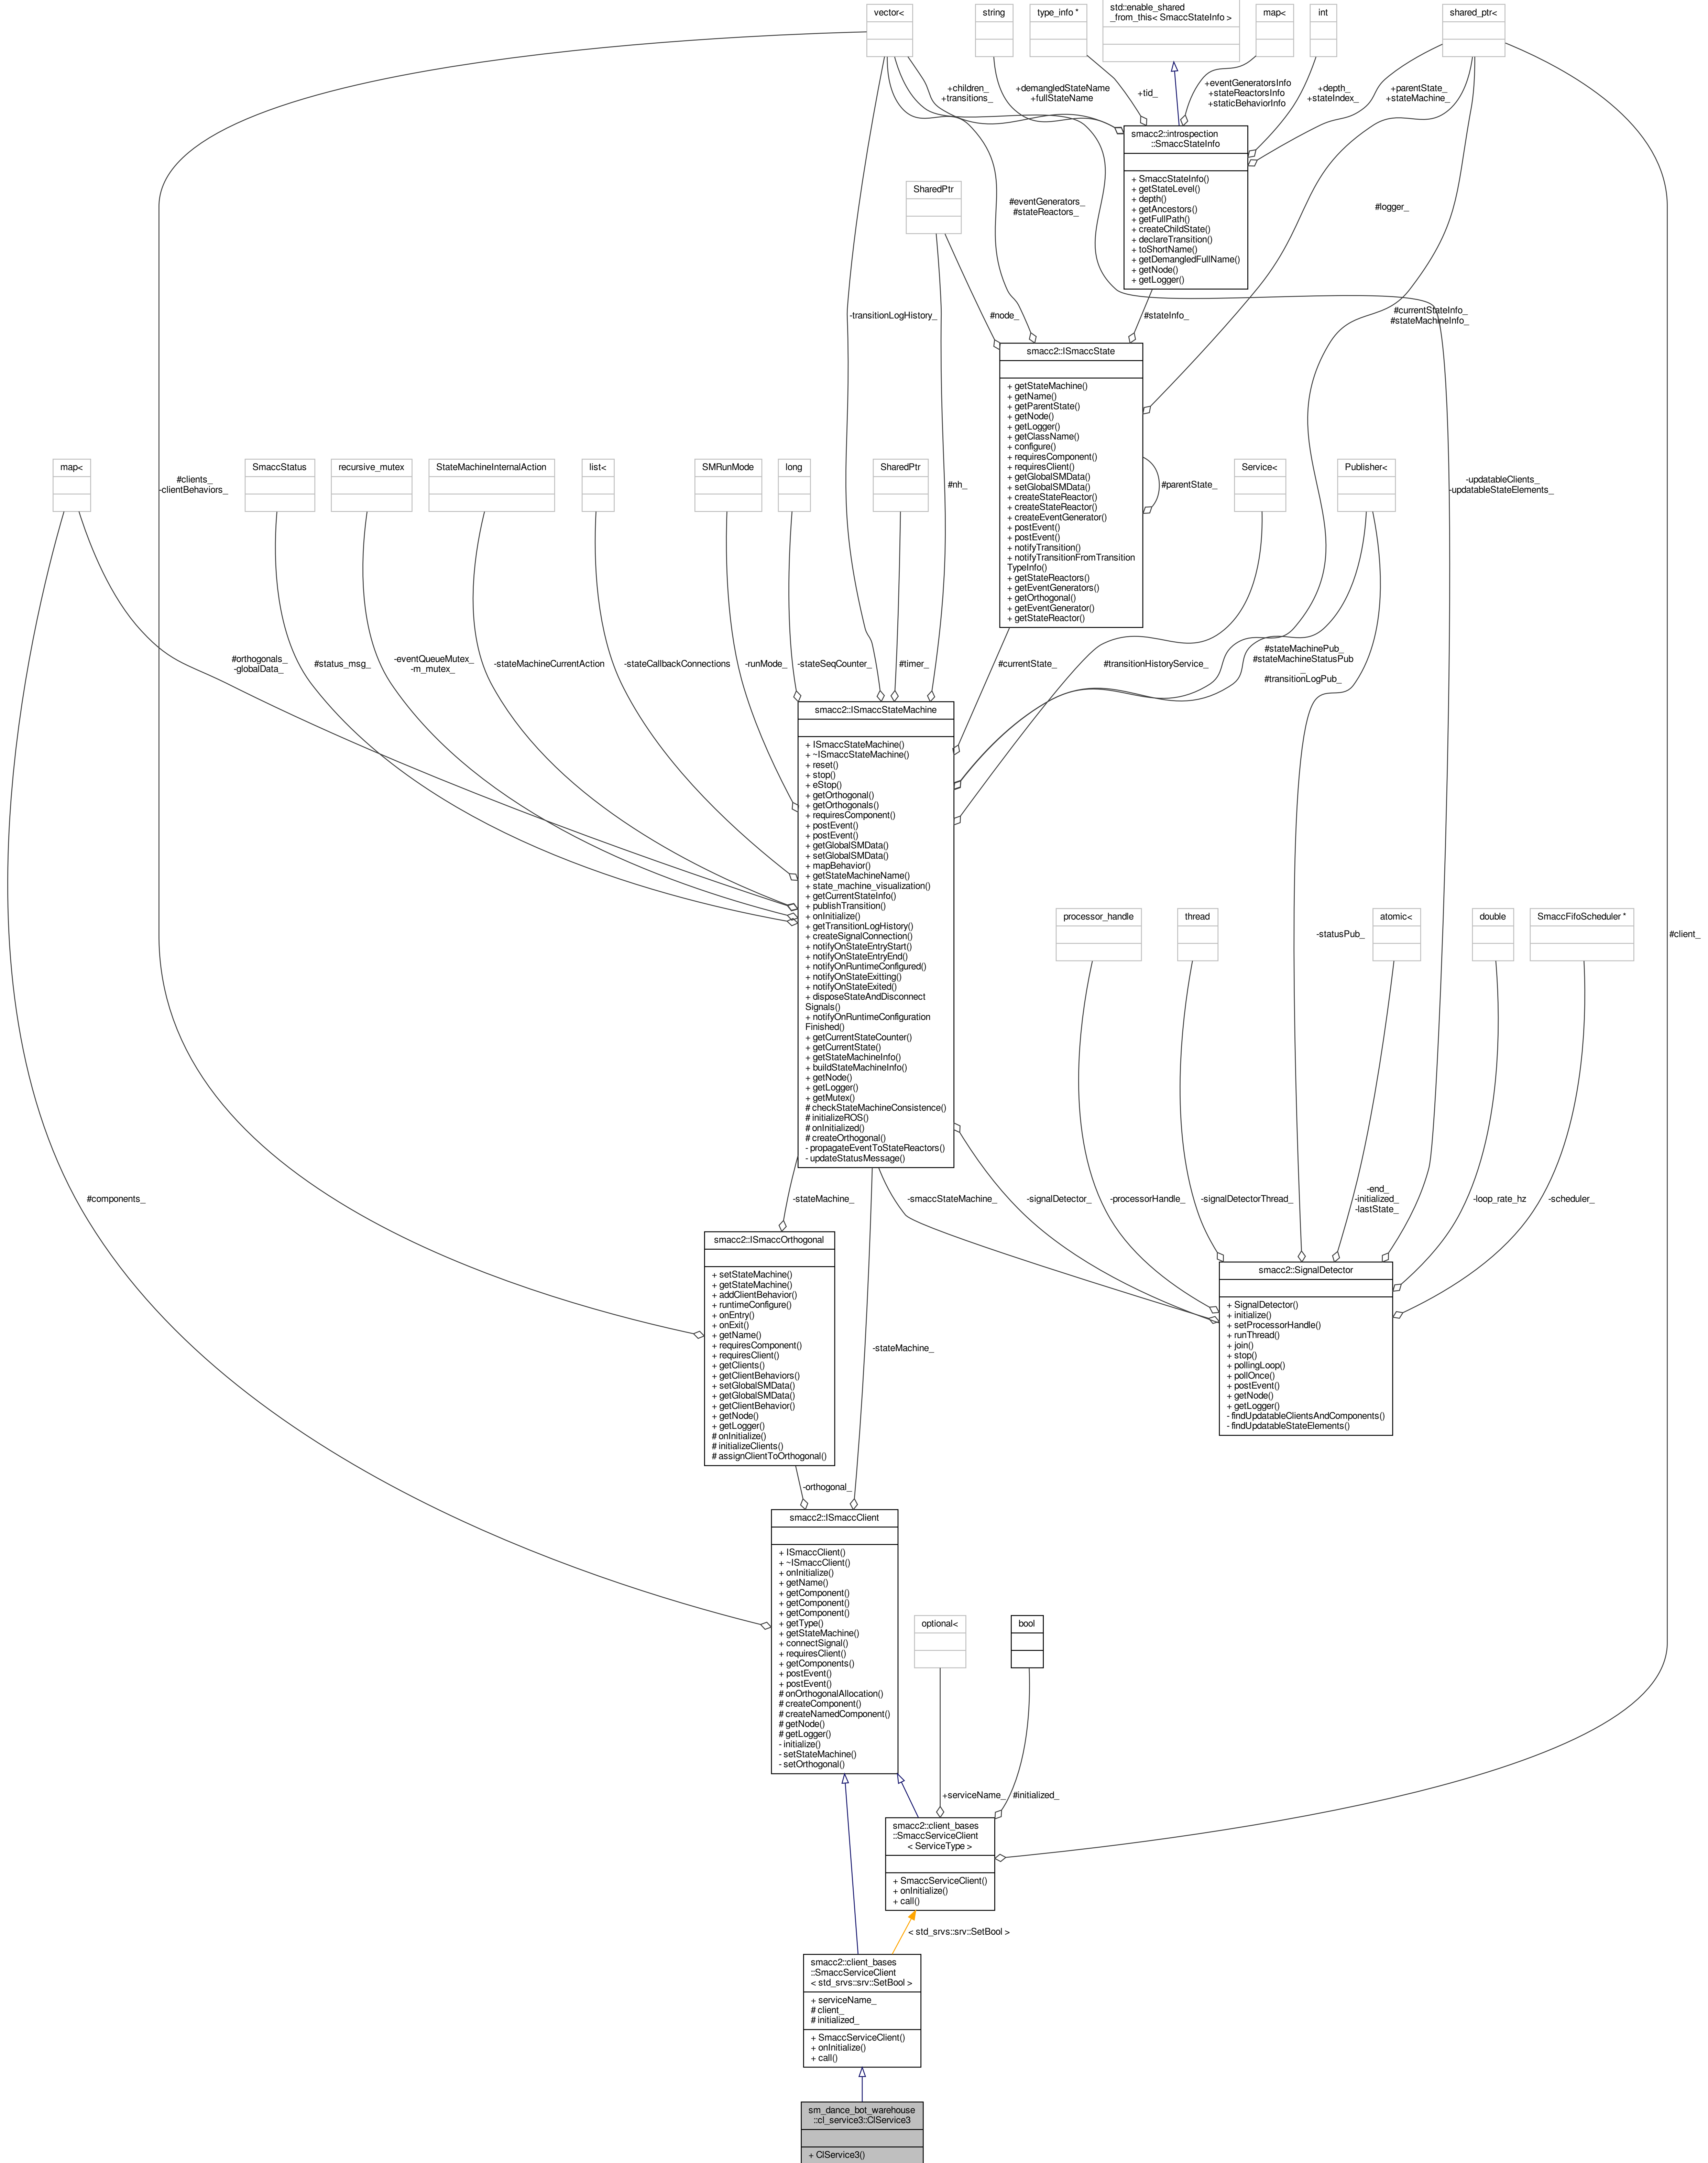 vector<
string
type_info *
std::enable_shared
_from_this< SmaccStateInfo >
map<
int
shared_ptr<
+children_
+transitions_
+demangledStateName
+fullStateName
+tid_
+eventGeneratorsInfo
+stateReactorsInfo
+staticBehaviorInfo
+depth_
+stateIndex_
+parentState_
+stateMachine_
smacc2::introspection
::SmaccStateInfo
+ SmaccStateInfo()
+ getStateLevel()
+ depth()
+ getAncestors()
+ getFullPath()
+ createChildState()
+ declareTransition()
+ toShortName()
+ getDemangledFullName()
+ getNode()
+ getLogger()
SharedPtr
#eventGenerators_
#stateReactors_
#logger_
-transitionLogHistory_
#node_
#stateInfo_
#currentStateInfo_
#stateMachineInfo_
smacc2::ISmaccState
+ getStateMachine()
+ getName()
+ getParentState()
+ getNode()
+ getLogger()
+ getClassName()
+ configure()
+ requiresComponent()
+ requiresClient()
+ getGlobalSMData()
+ setGlobalSMData()
+ createStateReactor()
+ createStateReactor()
+ createEventGenerator()
+ postEvent()
+ postEvent()
+ notifyTransition()
+ notifyTransitionFromTransition
TypeInfo()
+ getStateReactors()
+ getEventGenerators()
+ getOrthogonal()
+ getEventGenerator()
+ getStateReactor()
#parentState_
map<
#clients_
-clientBehaviors_
SmaccStatus
recursive_mutex
StateMachineInternalAction
list<
SMRunMode
long
SharedPtr
#nh_
Service<
Publisher<
-updatableClients_
-updatableStateElements_
#orthogonals_
-globalData_
#status_msg_
-eventQueueMutex_
-m_mutex_
-stateMachineCurrentAction
-stateCallbackConnections
-runMode_
-stateSeqCounter_
#timer_
#currentState_
#transitionHistoryService_
#stateMachinePub_
#stateMachineStatusPub
_
#transitionLogPub_
smacc2::ISmaccStateMachine
+ ISmaccStateMachine()
+ ~ISmaccStateMachine()
+ reset()
+ stop()
+ eStop()
+ getOrthogonal()
+ getOrthogonals()
+ requiresComponent()
+ postEvent()
+ postEvent()
+ getGlobalSMData()
+ setGlobalSMData()
+ mapBehavior()
+ getStateMachineName()
+ state_machine_visualization()
+ getCurrentStateInfo()
+ publishTransition()
+ onInitialize()
+ getTransitionLogHistory()
+ createSignalConnection()
+ notifyOnStateEntryStart()
+ notifyOnStateEntryEnd()
+ notifyOnRuntimeConfigured()
+ notifyOnStateExitting()
+ notifyOnStateExited()
+ disposeStateAndDisconnect
Signals()
+ notifyOnRuntimeConfiguration
Finished()
+ getCurrentStateCounter()
+ getCurrentState()
+ getStateMachineInfo()
+ buildStateMachineInfo()
+ getNode()
+ getLogger()
+ getMutex()
# checkStateMachineConsistence()
# initializeROS()
# onInitialized()
# createOrthogonal()
- propagateEventToStateReactors()
- updateStatusMessage()
processor_handle
thread
-statusPub_
atomic<
double
SmaccFifoScheduler *
#client_
#components_
-stateMachine_
-smaccStateMachine_
-signalDetector_
-processorHandle_
-signalDetectorThread_
-end_
-initialized_
-lastState_
-loop_rate_hz
-scheduler_
smacc2::ISmaccOrthogonal
+ setStateMachine()
+ getStateMachine()
+ addClientBehavior()
+ runtimeConfigure()
+ onEntry()
+ onExit()
+ getName()
+ requiresComponent()
+ requiresClient()
+ getClients()
+ getClientBehaviors()
+ setGlobalSMData()
+ getGlobalSMData()
+ getClientBehavior()
+ getNode()
+ getLogger()
# onInitialize()
# initializeClients()
# assignClientToOrthogonal()
smacc2::SignalDetector
+ SignalDetector()
+ initialize()
+ setProcessorHandle()
+ runThread()
+ join()
+ stop()
+ pollingLoop()
+ pollOnce()
+ postEvent()
+ getNode()
+ getLogger()
- findUpdatableClientsAndComponents()
- findUpdatableStateElements()
-stateMachine_
-orthogonal_
smacc2::ISmaccClient
+ ISmaccClient()
+ ~ISmaccClient()
+ onInitialize()
+ getName()
+ getComponent()
+ getComponent()
+ getComponent()
+ getType()
+ getStateMachine()
+ connectSignal()
+ requiresClient()
+ getComponents()
+ postEvent()
+ postEvent()
# onOrthogonalAllocation()
# createComponent()
# createNamedComponent()
# getNode()
# getLogger()
- initialize()
- setStateMachine()
- setOrthogonal()
optional<
bool
+serviceName_
#initialized_
smacc2::client_bases
::SmaccServiceClient
< ServiceType >
+ SmaccServiceClient()
+ onInitialize()
+ call()
< std_srvs::srv::SetBool >
smacc2::client_bases
::SmaccServiceClient
< std_srvs::srv::SetBool >
+ serviceName_
# client_
# initialized_
+ SmaccServiceClient()
+ onInitialize()
+ call()
sm_dance_bot_warehouse
::cl_service3::ClService3
+ ClService3()